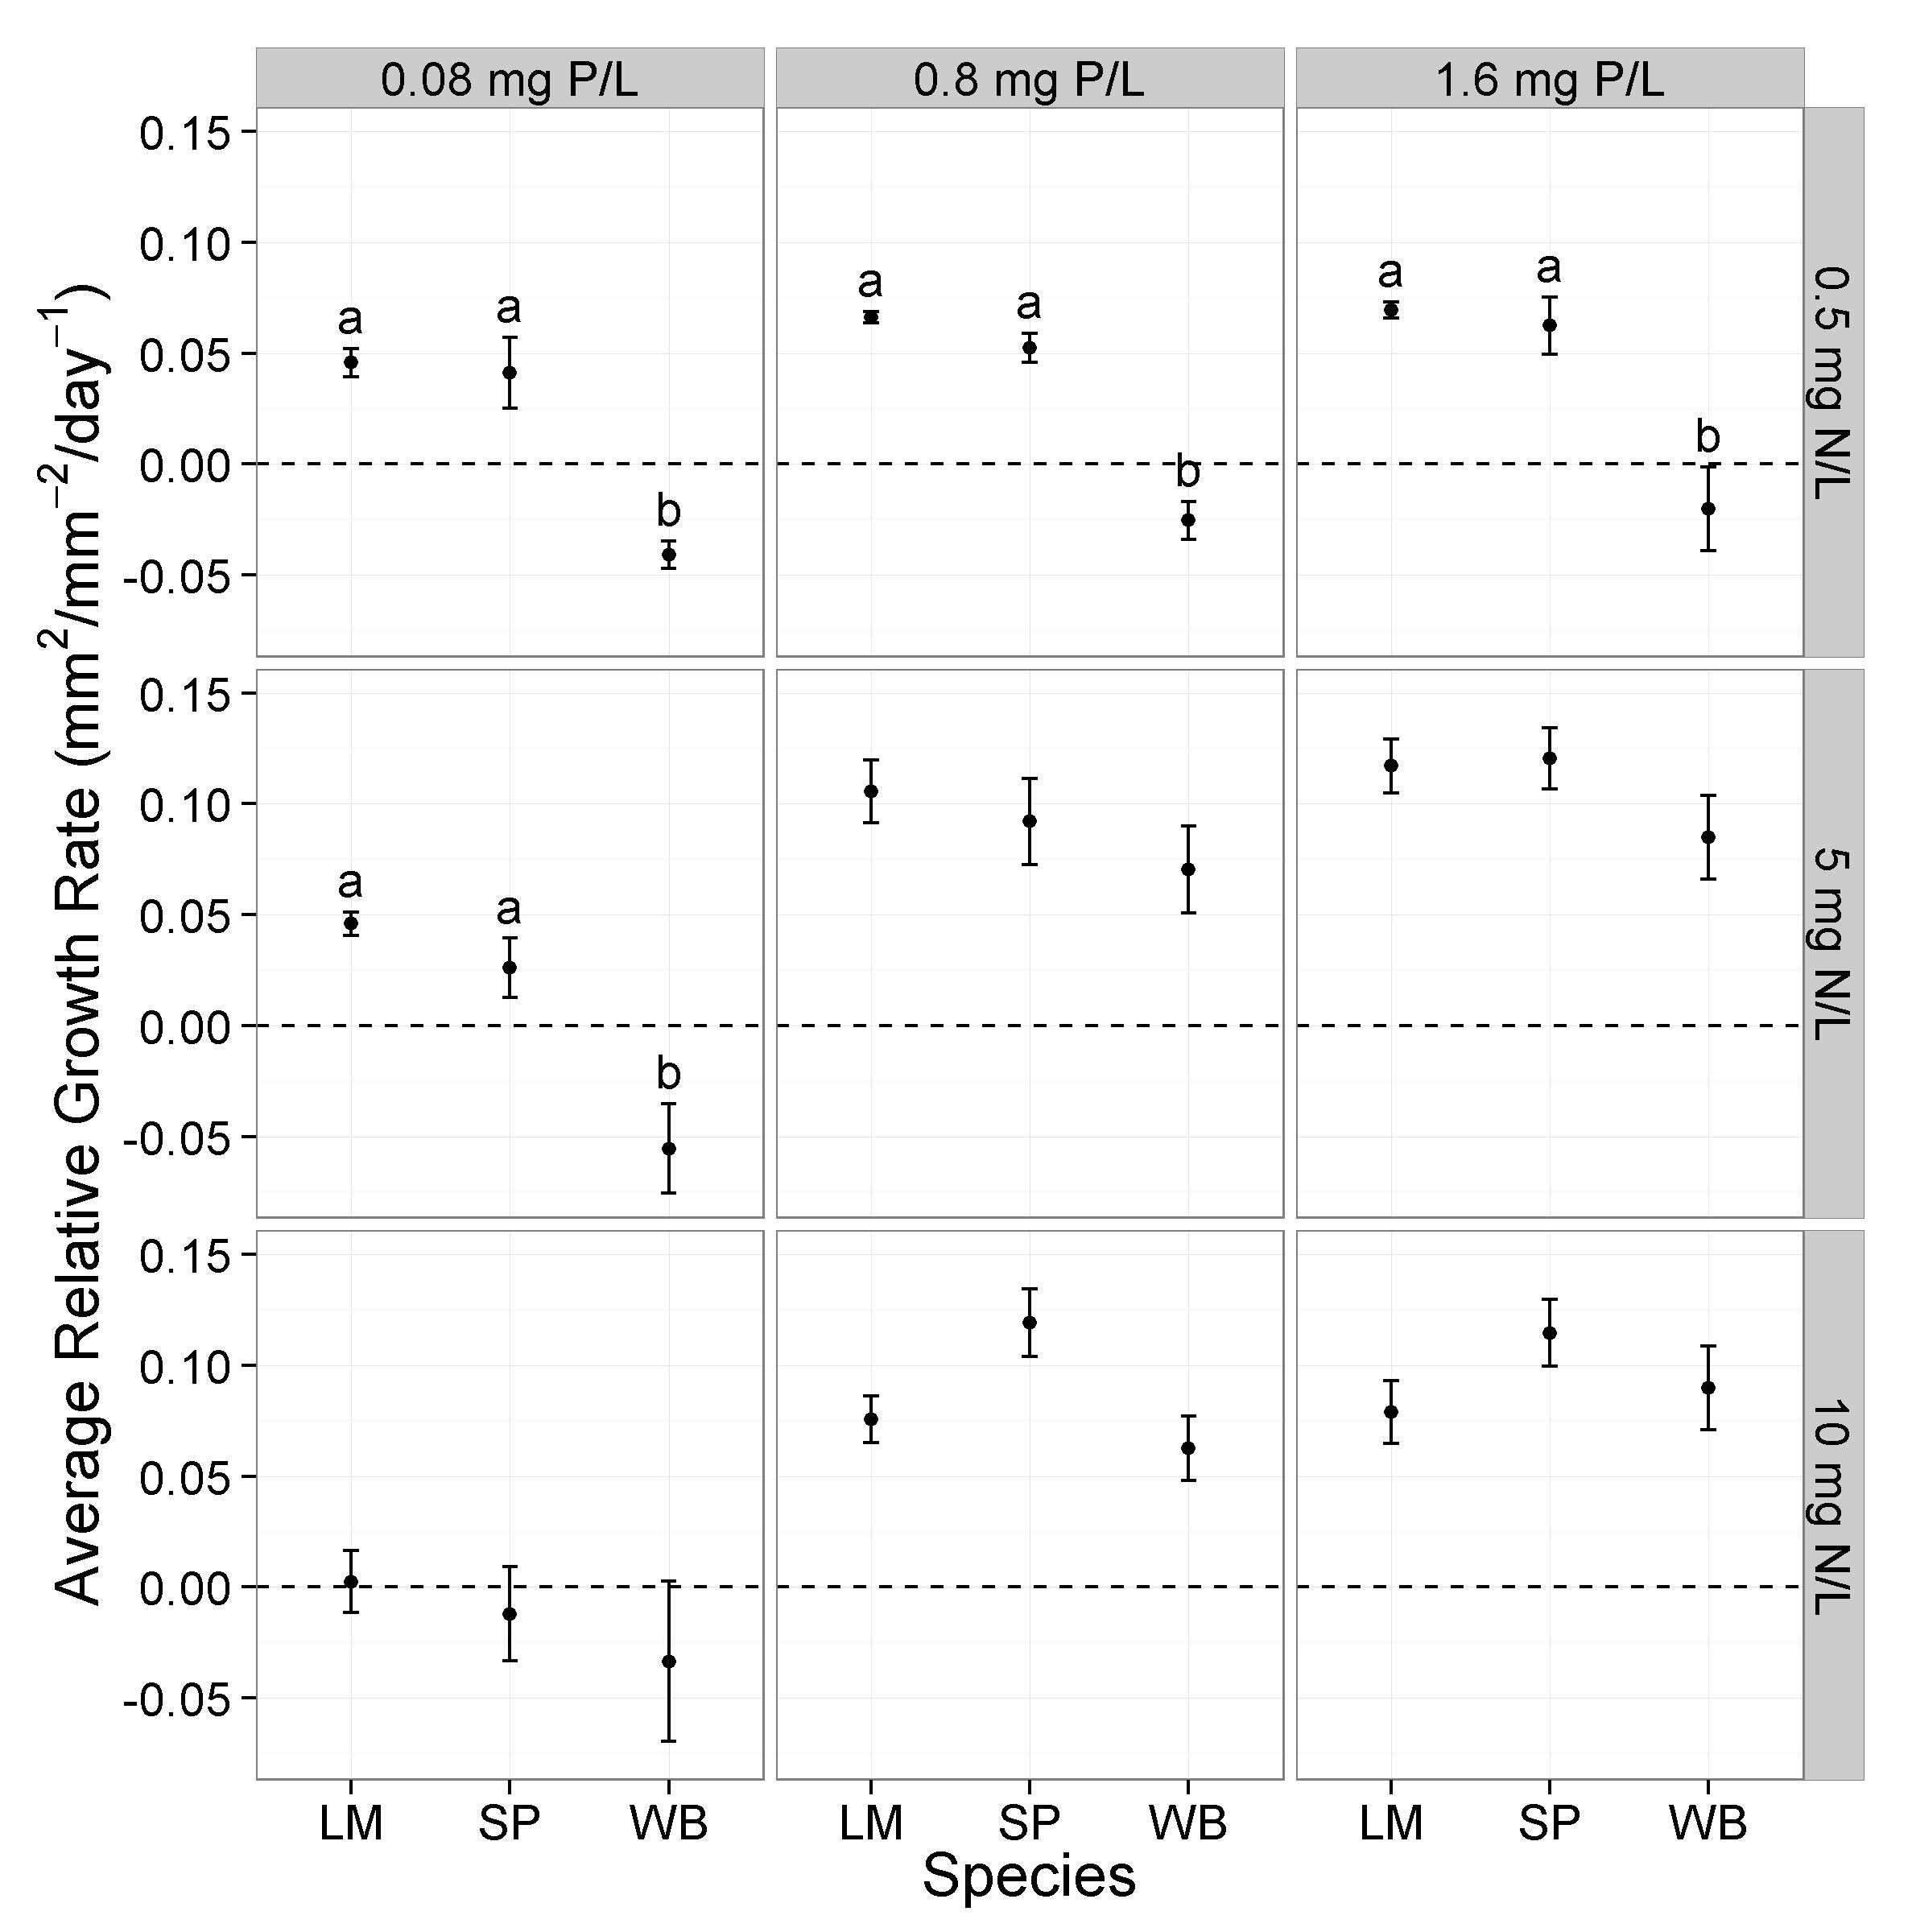 0.08 mg P/L 0.8 mg P/L 1.6 mg P/L
Average Relative Growth Rate (mm²/mm⁻²/day⁻¹)
0.15
0.10
0.05
0.00
-0.05
a a b
a a b
a a b
0.5 mg N/L
0.15
0.10
0.05
0.00
-0.05
a a b
5 mg N/L
0.15
0.10
0.05
0.00
-0.05
10 mg N/L
LM SP WB LM SP WB LM SP WB
Species